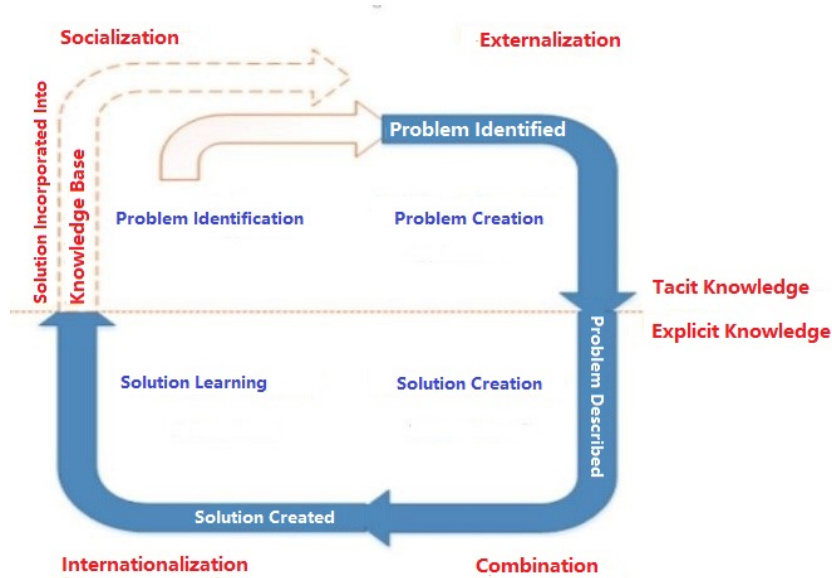 Socialization
Externalization
Solution Incorporated Into
Knowledge Base
Problem Identified
Problem Identification
Problem Creation
Tacit Knowledge
Explicit Knowledge
Problem Described
Solution Learning
Solution Creation
Solution Created
Internationalization
Combination